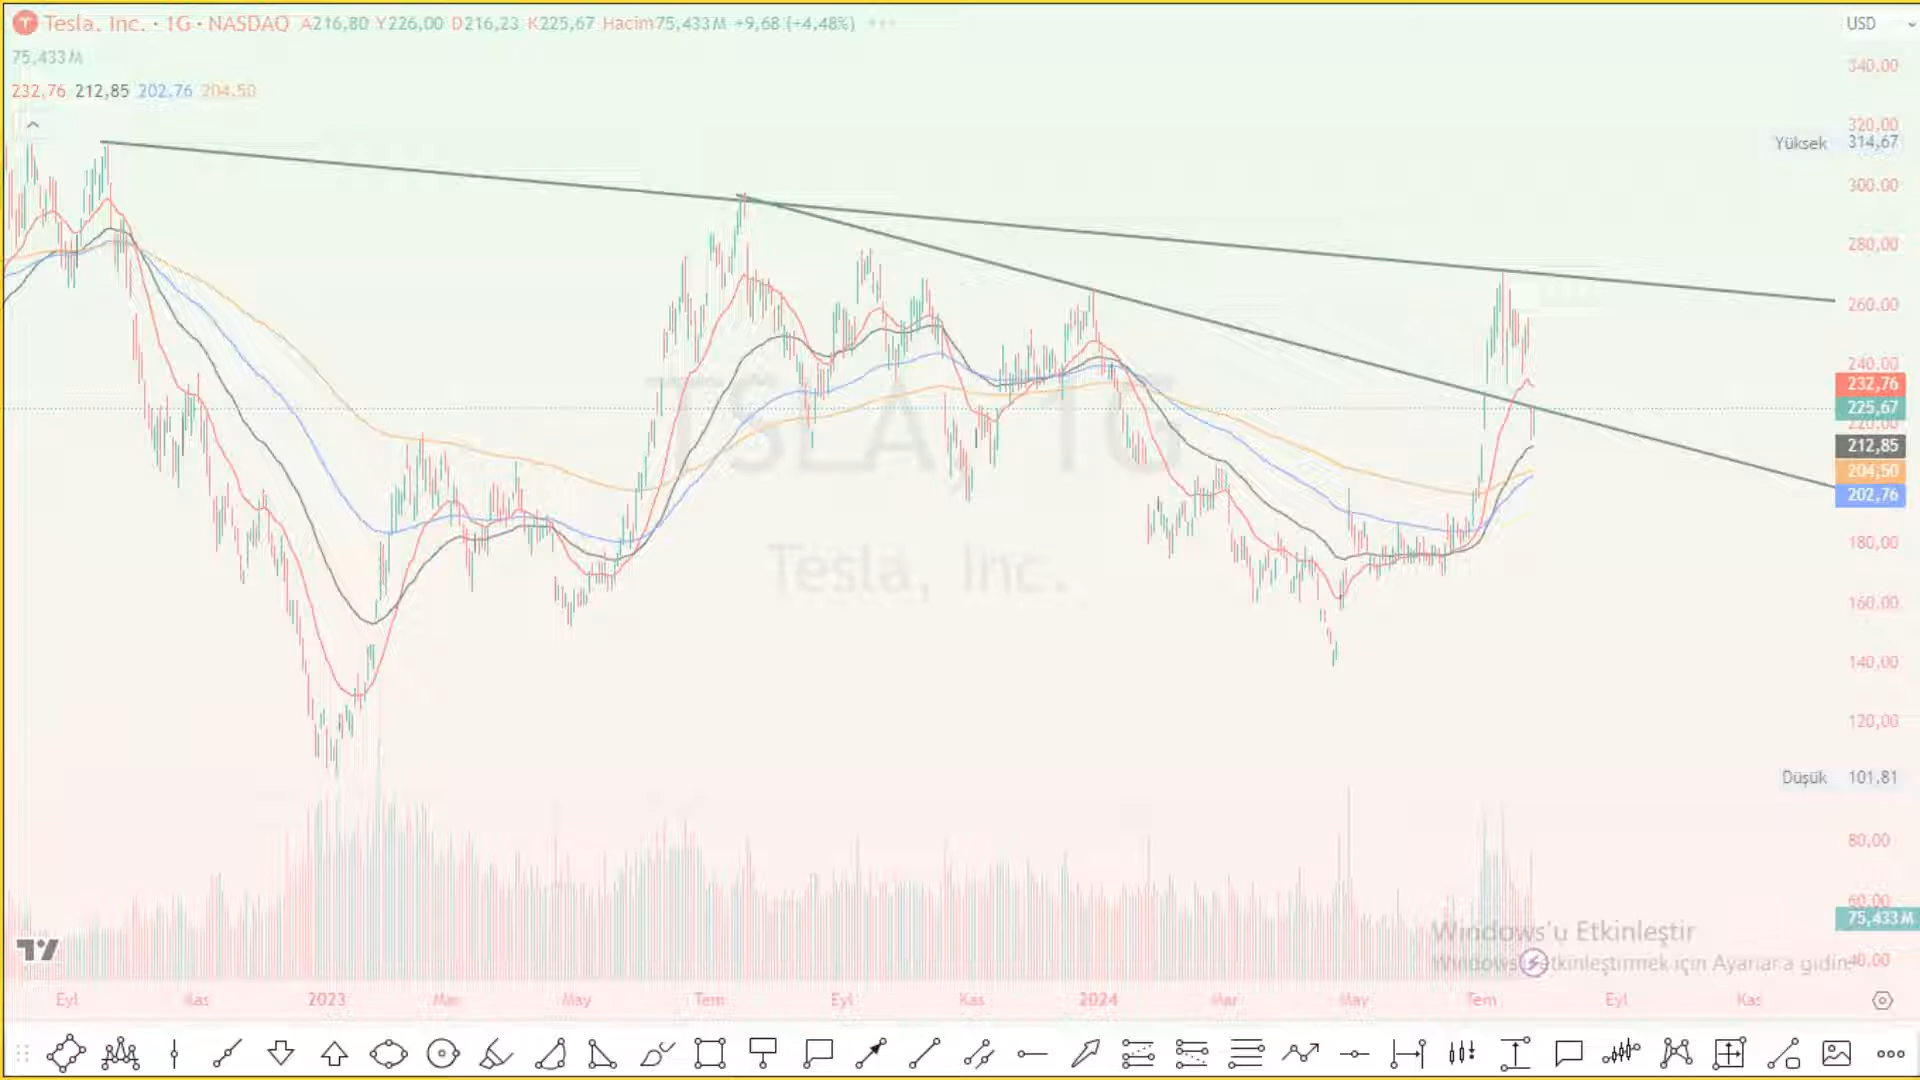 Tesla, Inc. · 1G · NASDAQ A216,80 Y226,00 D216,23 K225,67 Hacim75,433M +9,68 (+4,48%)
USD
75,433M
340,00
232,76 212,85 202,76 204,50
320,00
Yüksek 314,67
300,00
280,00
260,00
240,00
232,76
225,67
220,00
212,85
204,50
202,76
TSLA, 1G
Tesla, Inc.
180,00
160,00
140,00
120,00
Düşük 101,81
80,00
60,00
75,433M
40,00
Windows'u Etkinleştir
Windows etkinleştirmek için Ayarlar'a gidin.
Eyl Kas 2023 Mar May Tem Eyl Kas 2024 Mar May Tem Eyl Kas